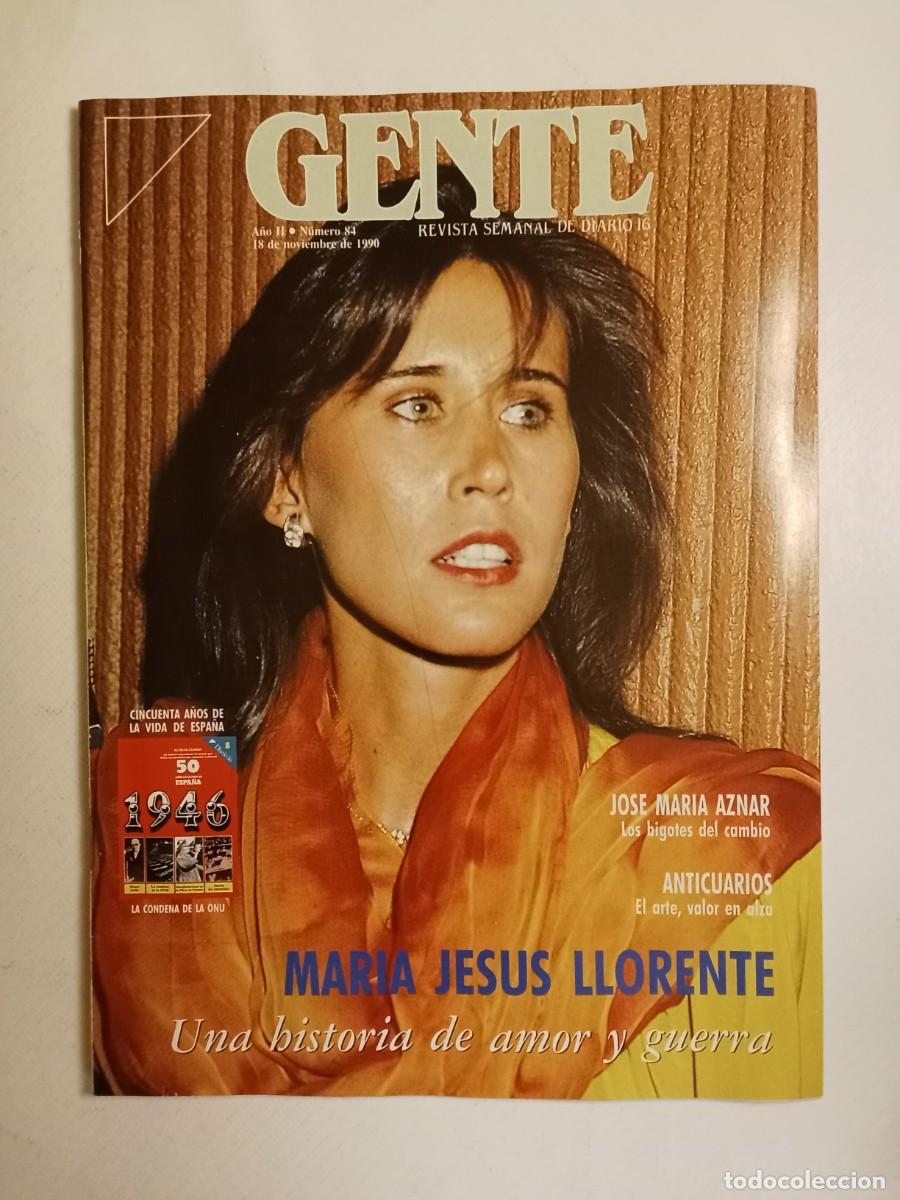 GENTE
Año II • Número 84
18 de noviembre de 1990
REVISTA SEMANAL DE DIARIO 16
CINCUENTA AÑOS DE
LA VIDA DE ESPAÑA
8
50
ESPAÑA
1946
LA CONDENA DE LA ONU
JOSE MARIA AZNAR
Los bigotes del cambio
ANTICUARIOS
El arte, valor en alza
MARIA JESUS LLORENTE
Una historia de amor y guerra
todocoleccion